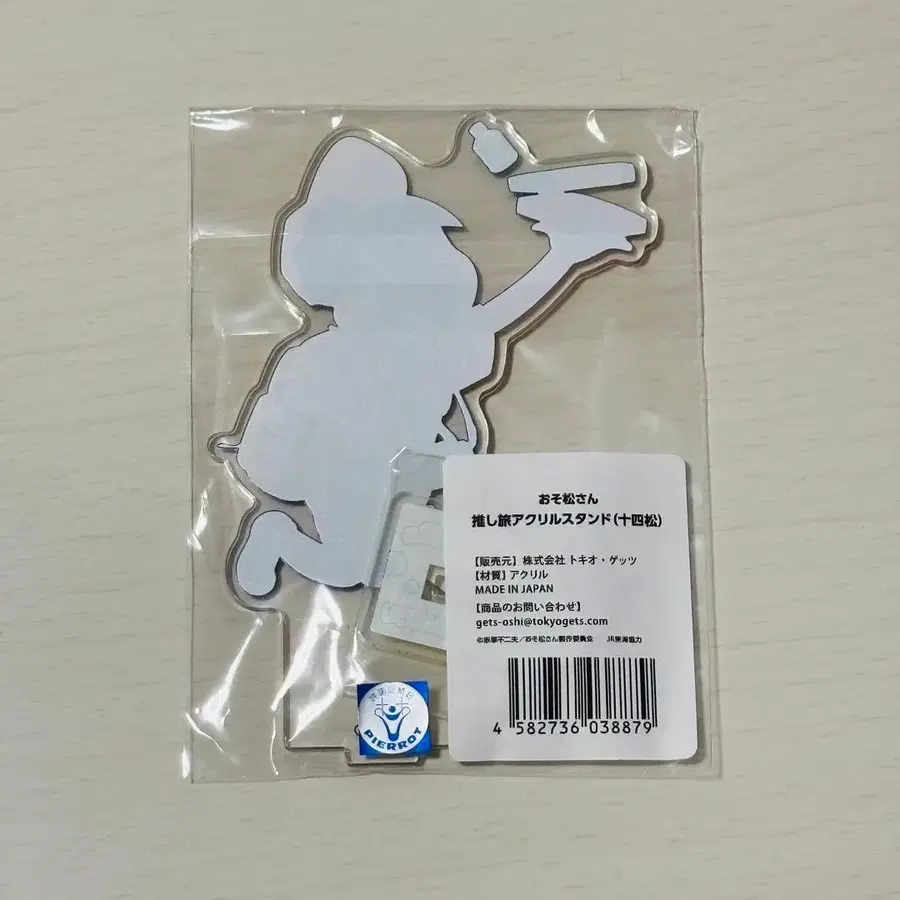 おそ松さん
推し旅アクリルスタンド(十四松)
【販売元】株式会社 トキオ・ゲッツ
【材質】アクリル
MADE IN JAPAN
【商品のお問い合わせ】
gets-oshi@tokyogets.com
©赤塚不二夫／おそ松さん製作委員会 JR東海協力
4 582736 038879
許諾証紙
PIERROT